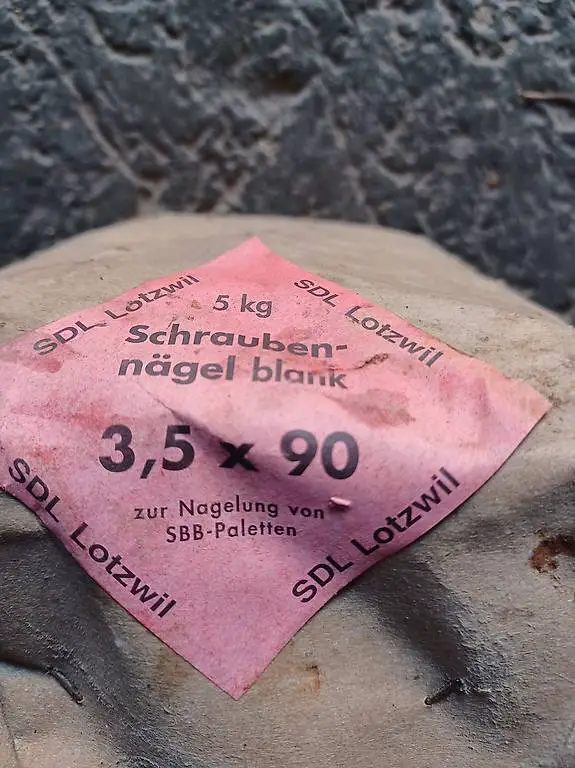 SDL Lotzwil
SDL Lotzwil
5 kg
Schrauben-
nägel blank
3,5 x 90
zur Nagelung von
SBB-Paletten
SDL Lotzwil
SDL Lotzwil